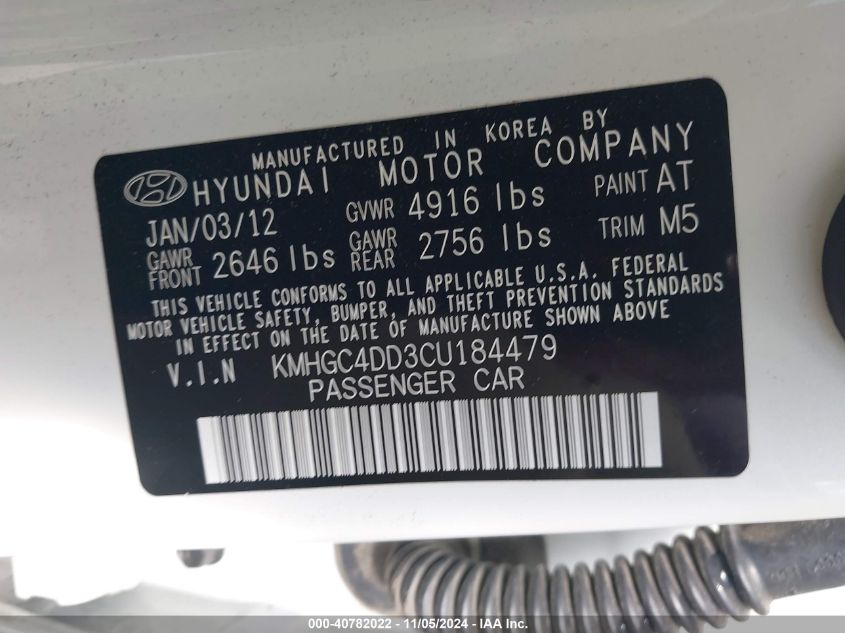 MANUFACTURED IN KOREA BY
HYUNDAI MOTOR COMPANY
JAN/03/12 GVWR 4916 lbs PAINT AT
GAWR FRONT 2646 lbs GAWR REAR 2756 lbs TRIM M5
THIS VEHICLE CONFORMS TO ALL APPLICABLE U.S.A. FEDERAL
MOTOR VEHICLE SAFETY, BUMPER, AND THEFT PREVENTION STANDARDS
IN EFFECT ON THE DATE OF MANUFACTURE SHOWN ABOVE
V.I.N KMHGC4DD3CU184479
PASSENGER CAR
000-40782022 - 11/05/2024 - IAA Inc.